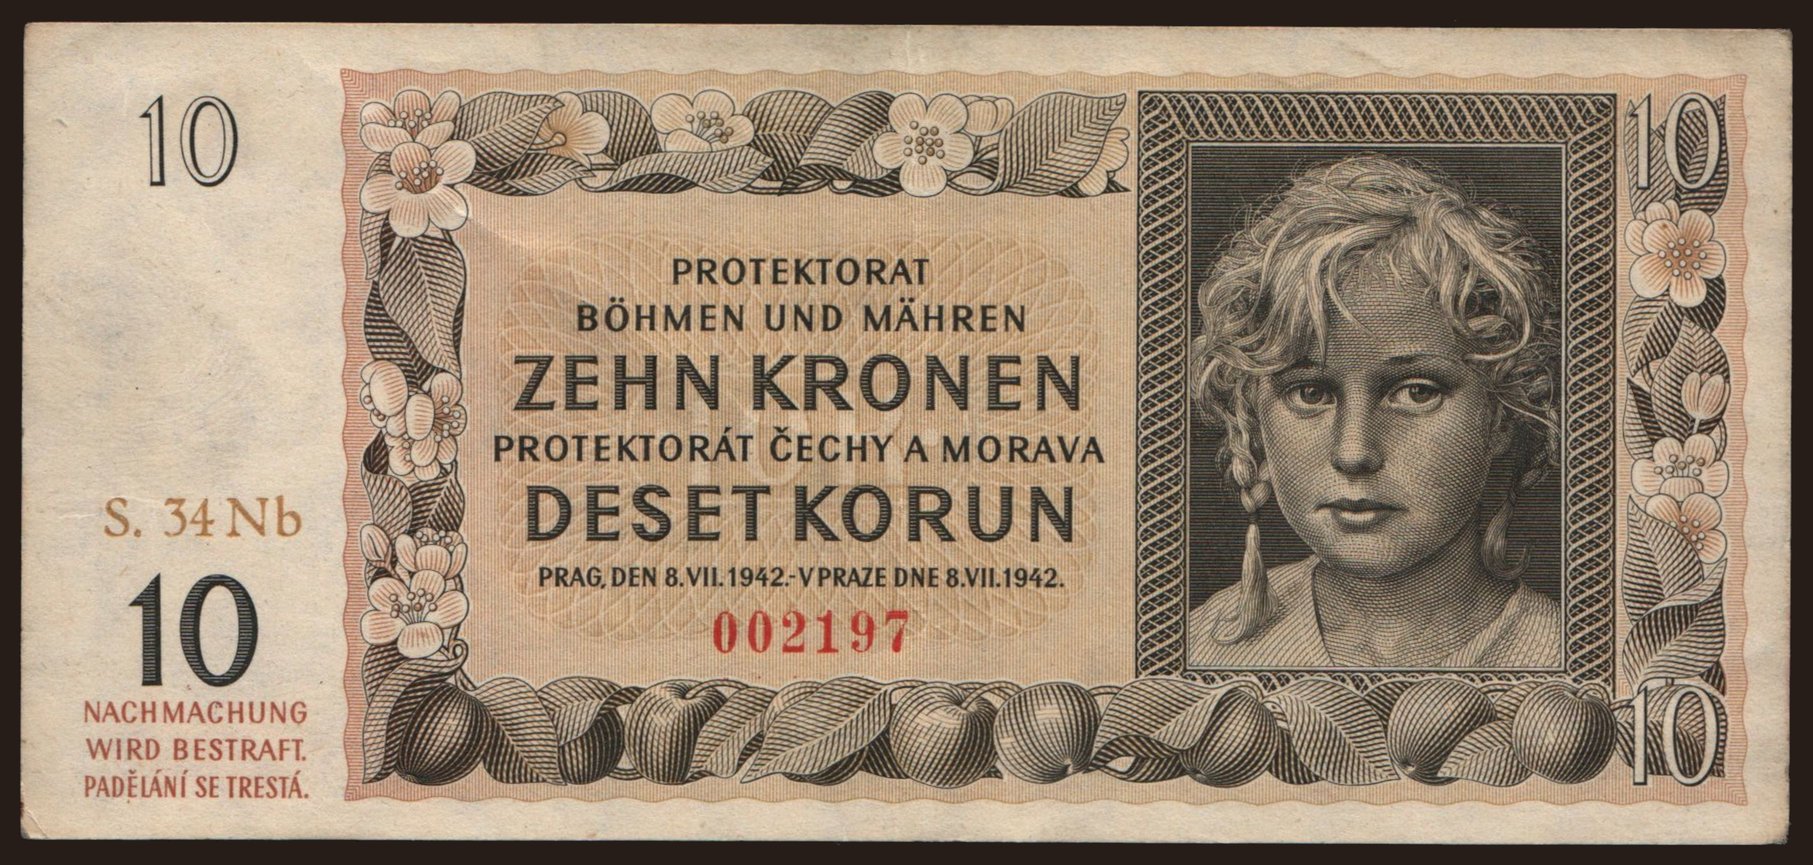 10
10
PROTEKTORAT
BÖHMEN UND MÄHREN
ZEHN KRONEN
PROTEKTORÁT ČECHY A MORAVA
DESET KORUN
PRAG, DEN 8.VII.1942.-V PRAZE DNE 8.VII.1942.
002197
S. 34 Nb
10
NACHMACHUNG
WIRD BESTRAFT.
PADĚLÁNÍ SE TRESTÁ.
10